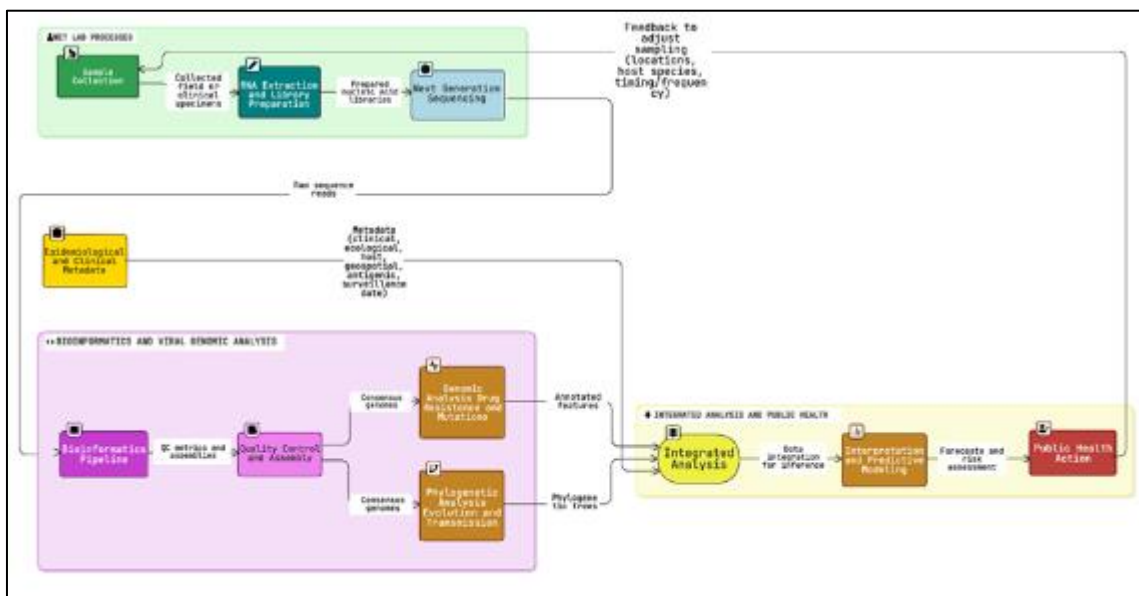 WET LAB PROCESSES
Sample
Collection
Collected
field or
clinical
specimens
RNA Extraction
and Library
Preparation
Prepared
nucleic acid
libraries
Next Generation
Sequencing
Feedback to
adjust
sampling
(locations,
host species,
timing/frequen
cy)
Raw sequence
reads
Epidemiological
and Clinical
Metadata
Metadata
(clinical,
ecological,
host,
geospatial,
antigenic,
surveillance
date)
BIOINFORMATICS AND VIRAL GENOMIC ANALYSIS
Bioinformatics
Pipeline
QC metrics and
assemblies
Quality Control
and Assembly
Consensus
genomes
Genomic
Analysis Drug
Resistance and
Mutations
Annotated
features
Consensus
genomes
Phylogenetic
Analysis
Evolution and
Transmission
Phylogene
tic trees
INTEGRATED ANALYSIS AND PUBLIC HEALTH
Integrated
Analysis
Data
integration
for inference
Interpretation
and Predictive
Modeling
Forecasts and
risk
assessment
Public Health
Action